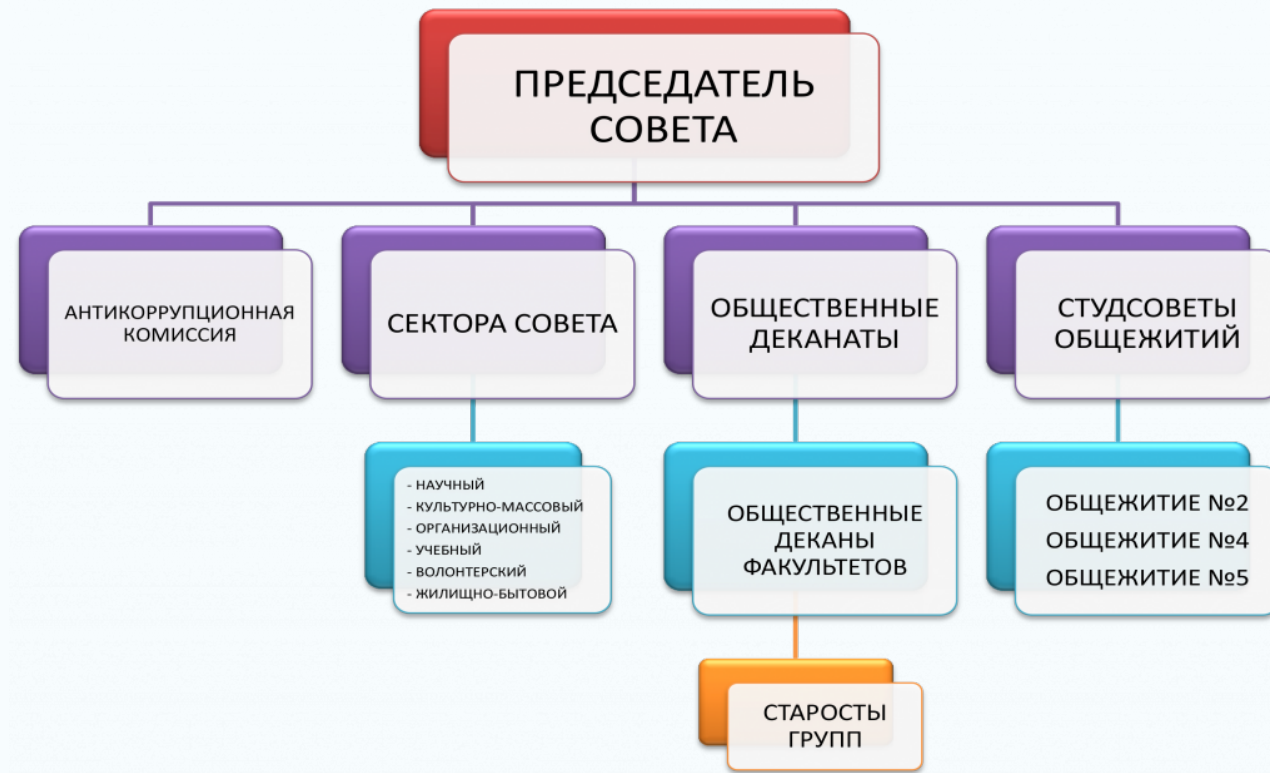 ПРЕДСЕДАТЕЛЬ
СОВЕТА
АНТИКОРРУПЦИОННАЯ
КОМИССИЯ
СЕКТОРА СОВЕТА
ОБЩЕСТВЕННЫЕ
ДЕКАНАТЫ
СТУДСОВЕТЫ
ОБЩЕЖИТИЙ
- НАУЧНЫЙ
- КУЛЬТУРНО-МАССОВЫЙ
- ОРГАНИЗАЦИОННЫЙ
- УЧЕБНЫЙ
- ВОЛОНТЕРСКИЙ
- ЖИЛИЩНО-БЫТОВОЙ
ОБЩЕСТВЕННЫЕ
ДЕКАНЫ
ФАКУЛЬТЕТОВ
ОБЩЕЖИТИЕ №2
ОБЩЕЖИТИЕ №4
ОБЩЕЖИТИЕ №5
СТАРОСТЫ
ГРУПП